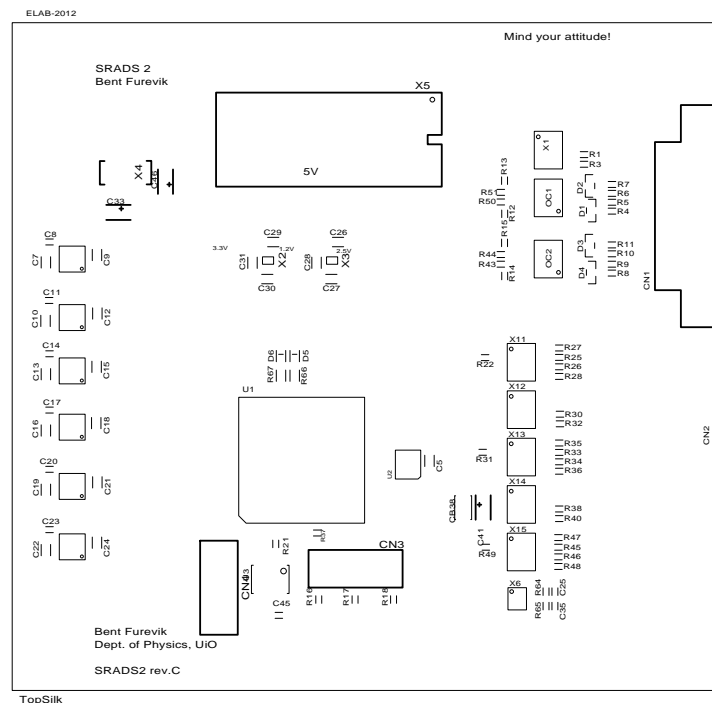 ELAB-2012
Mind your attitude!
SRADS 2
Bent Furevik
X5
5V
X4
C46
C33
X1
R13
R1
R3
R51
R50
R12
R15
OC1
D2
D1
R7
R6
R5
R4
R44
R43
R14
OC2
D3
D4
R11
R10
R9
R8
CN1
C8
C7
C9
C29
3.3V
1.2V
C31
X2
C30
C26
2.5V
C28
X3
C27
C11
C10
C12
C14
C13
C15
D6
D5
R67
R66
R22
X11
R27
R25
R26
R28
U1
X12
R30
R32
C17
C16
C18
CN2
X13
R31
R35
R33
R34
R36
U2
C5
C20
C19
C21
X14
CB38
C41
R38
R40
C23
C22
C24
R37
R21
CN3
X15
R49
R47
R45
R46
R48
CN4
R16
R17
R18
C45
X6
R64
C25
R65
C35
Bent Furevik
Dept. of Physics, UiO
SRADS2 rev.C
TopSilk